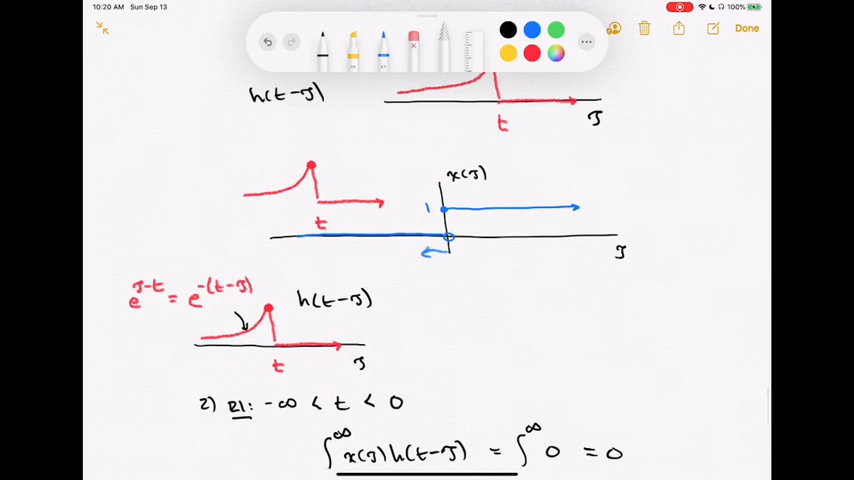 10:20 AM Sun Sep 13
100%
Done
h(t-τ)
t
τ
x(τ)
1
t
τ
e^{τ-t} = e^{-(t-τ)}
h(t-τ)
t
τ
2) R1: -∞ < t < 0
∫^∞ x(τ)h(t-τ) = ∫^∞ 0 = 0